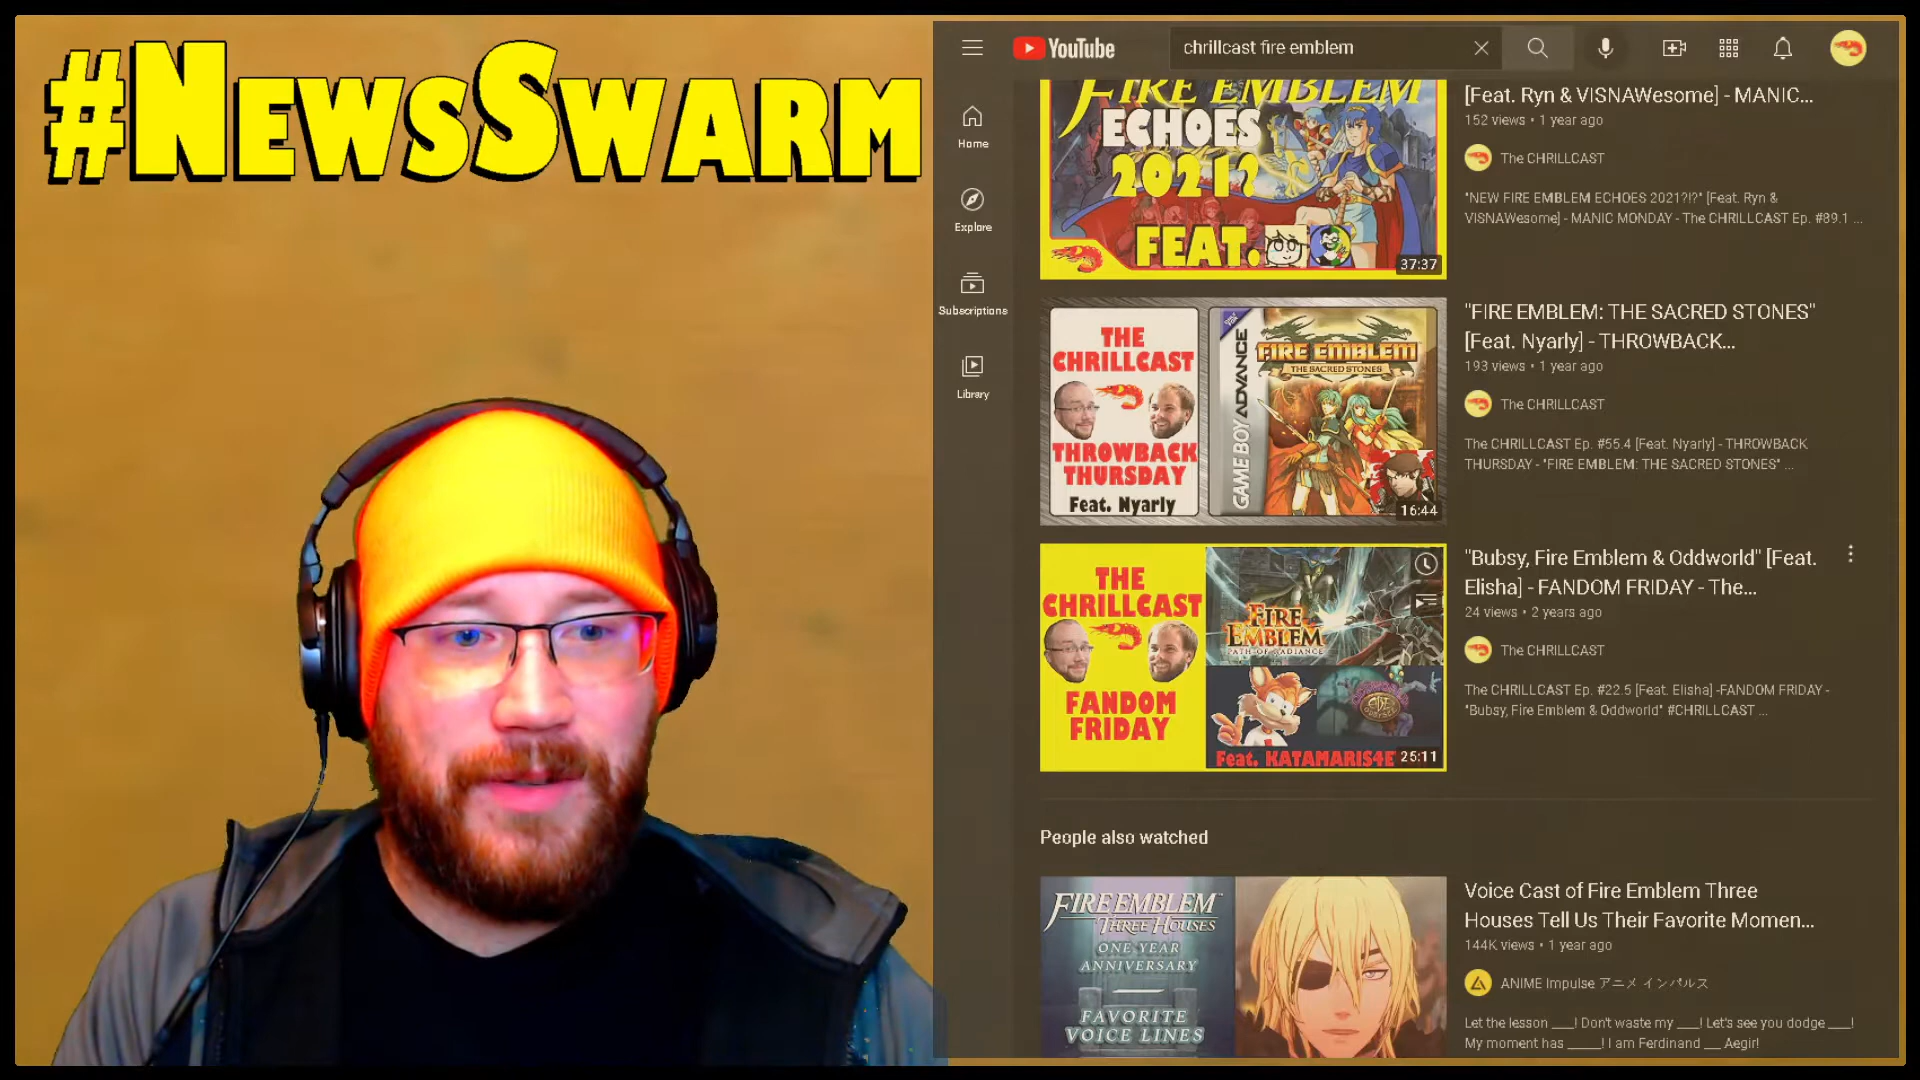 #NEWSSWARM
YouTube
chrillcast fire emblem
Home
Explore
Subscriptions
Library
FIRE EMBLEM
ECHOES
2021?
FEAT.
37:37
[Feat. Ryn & VISNAWesome] - MANIC...
152 views • 1 year ago
The CHRILLCAST
"NEW FIRE EMBLEM ECHOES 2021?!?" [Feat. Ryn &
VISNAWesome] - MANIC MONDAY - The CHRILLCAST Ep. #89.1 ...
THE
CHRILLCAST
THROWBACK
THURSDAY
Feat. Nyarly
GAME BOY ADVANCE
FIRE EMBLEM
THE SACRED STONES
16:44
"FIRE EMBLEM: THE SACRED STONES"
[Feat. Nyarly] - THROWBACK...
193 views • 1 year ago
The CHRILLCAST
The CHRILLCAST Ep. #55.4 [Feat. Nyarly] - THROWBACK
THURSDAY - "FIRE EMBLEM: THE SACRED STONES" ...
THE
CHRILLCAST
FANDOM
FRIDAY
FIRE
EMBLEM
PATH OF RADIANCE
Feat. KATAMARIS4E
25:11
"Bubsy, Fire Emblem & Oddworld" [Feat.
Elisha] - FANDOM FRIDAY - The...
24 views • 2 years ago
The CHRILLCAST
The CHRILLCAST Ep. #22.5 [Feat. Elisha] -FANDOM FRIDAY -
"Bubsy, Fire Emblem & Oddworld" #CHRILLCAST ...
People also watched
FIRE EMBLEM
THREE HOUSES
ONE YEAR
ANNIVERSARY
FAVORITE
VOICE LINES
Voice Cast of Fire Emblem Three
Houses Tell Us Their Favorite Momen...
144K views • 1 year ago
ANIME Impulse アニメ インパルス
Let the lesson ___! Don't waste my ___! Let's see you dodge ___!
My moment has ____! I am Ferdinand __ Aegir!